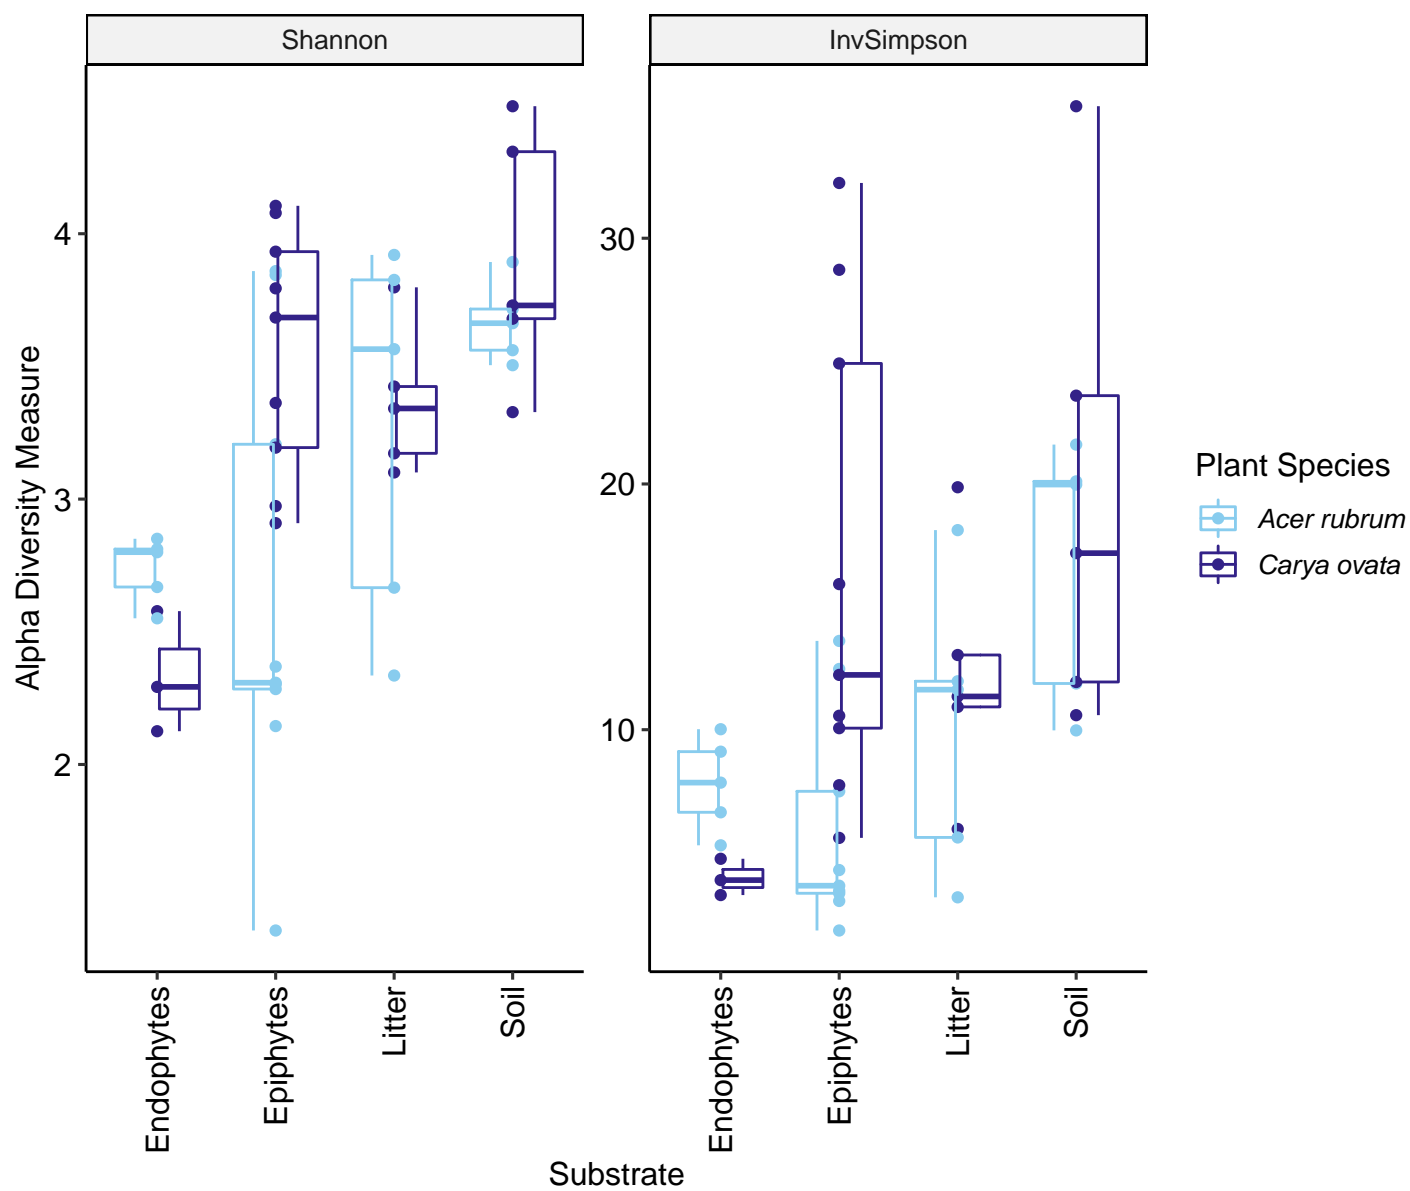 Shannon
InvSimpson
Alpha Diversity Measure
4
3
2
30
20
10
Endophytes
Epiphytes
Litter
Soil
Endophytes
Epiphytes
Litter
Soil
Substrate
Plant Species
Acer rubrum
Carya ovata